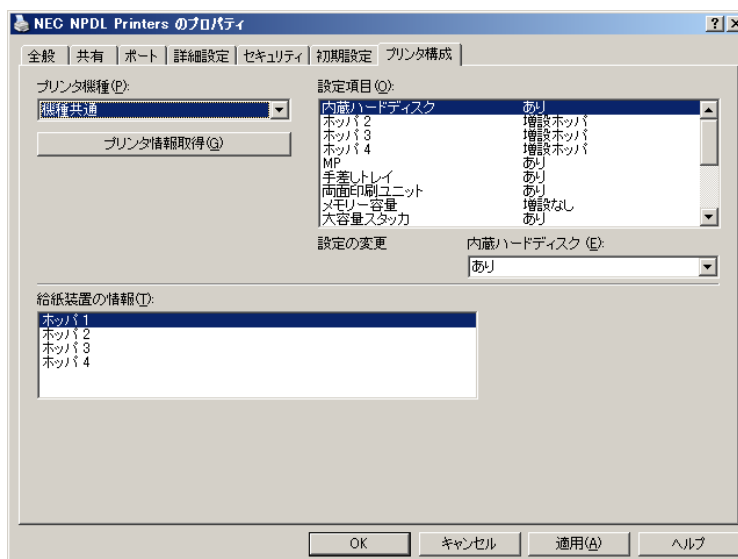 NEC NPDL Printers のプロパティ
全般 共有 ポート 詳細設定 セキュリティ 初期設定 プリンタ構成
プリンタ機種(P):
機種共通
プリンタ情報取得(G)
設定項目(O):
内蔵ハードディスク あり
ホッパ 2 増設ホッパ
ホッパ 3 増設ホッパ
ホッパ 4 増設ホッパ
MP あり
手差しトレイ あり
両面印刷ユニット あり
メモリー容量 増設なし
大容量スタッカ あり
設定の変更 内蔵ハードディスク (E):
あり
給紙装置の情報(T):
ホッパ 1
ホッパ 2
ホッパ 3
ホッパ 4
OK キャンセル 適用(A) ヘルプ